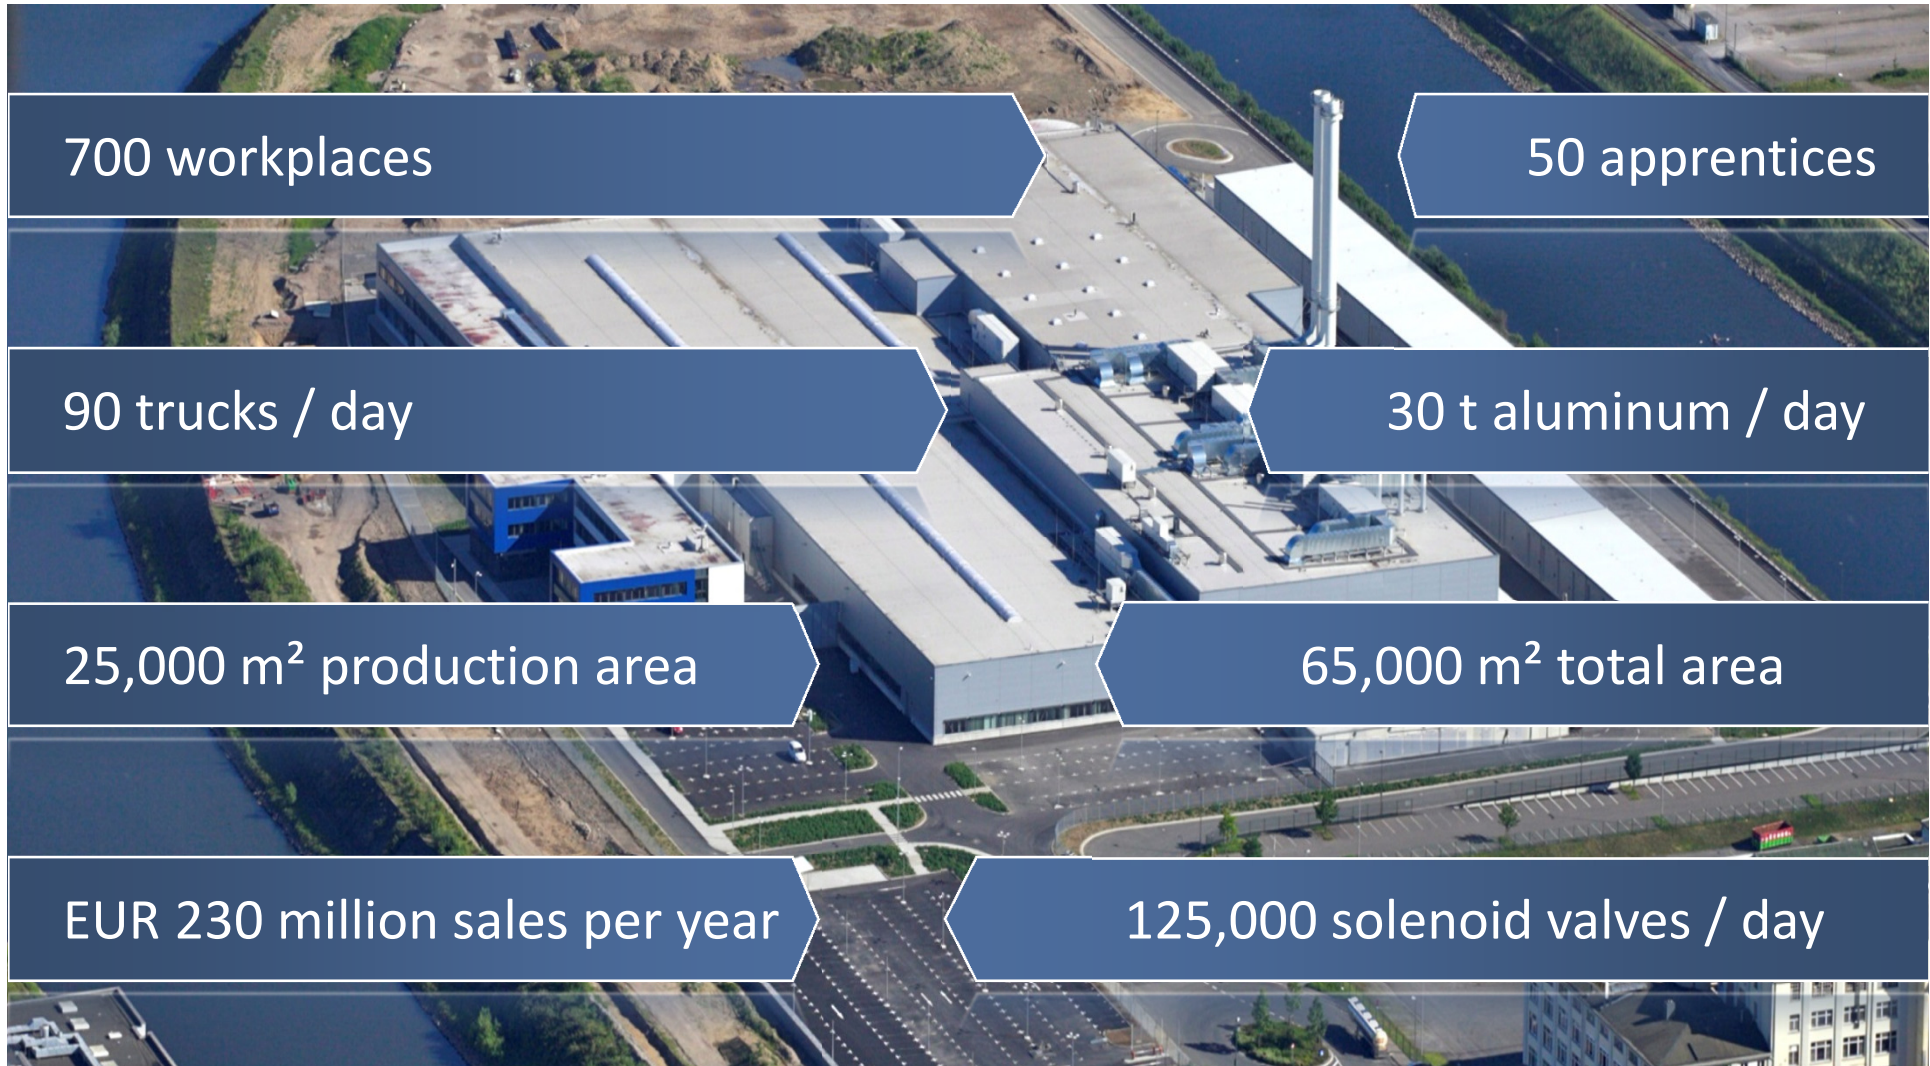 700 workplaces
50 apprentices
90 trucks / day
30 t aluminum / day
25,000 m² production area
65,000 m² total area
EUR 230 million sales per year
125,000 solenoid valves / day